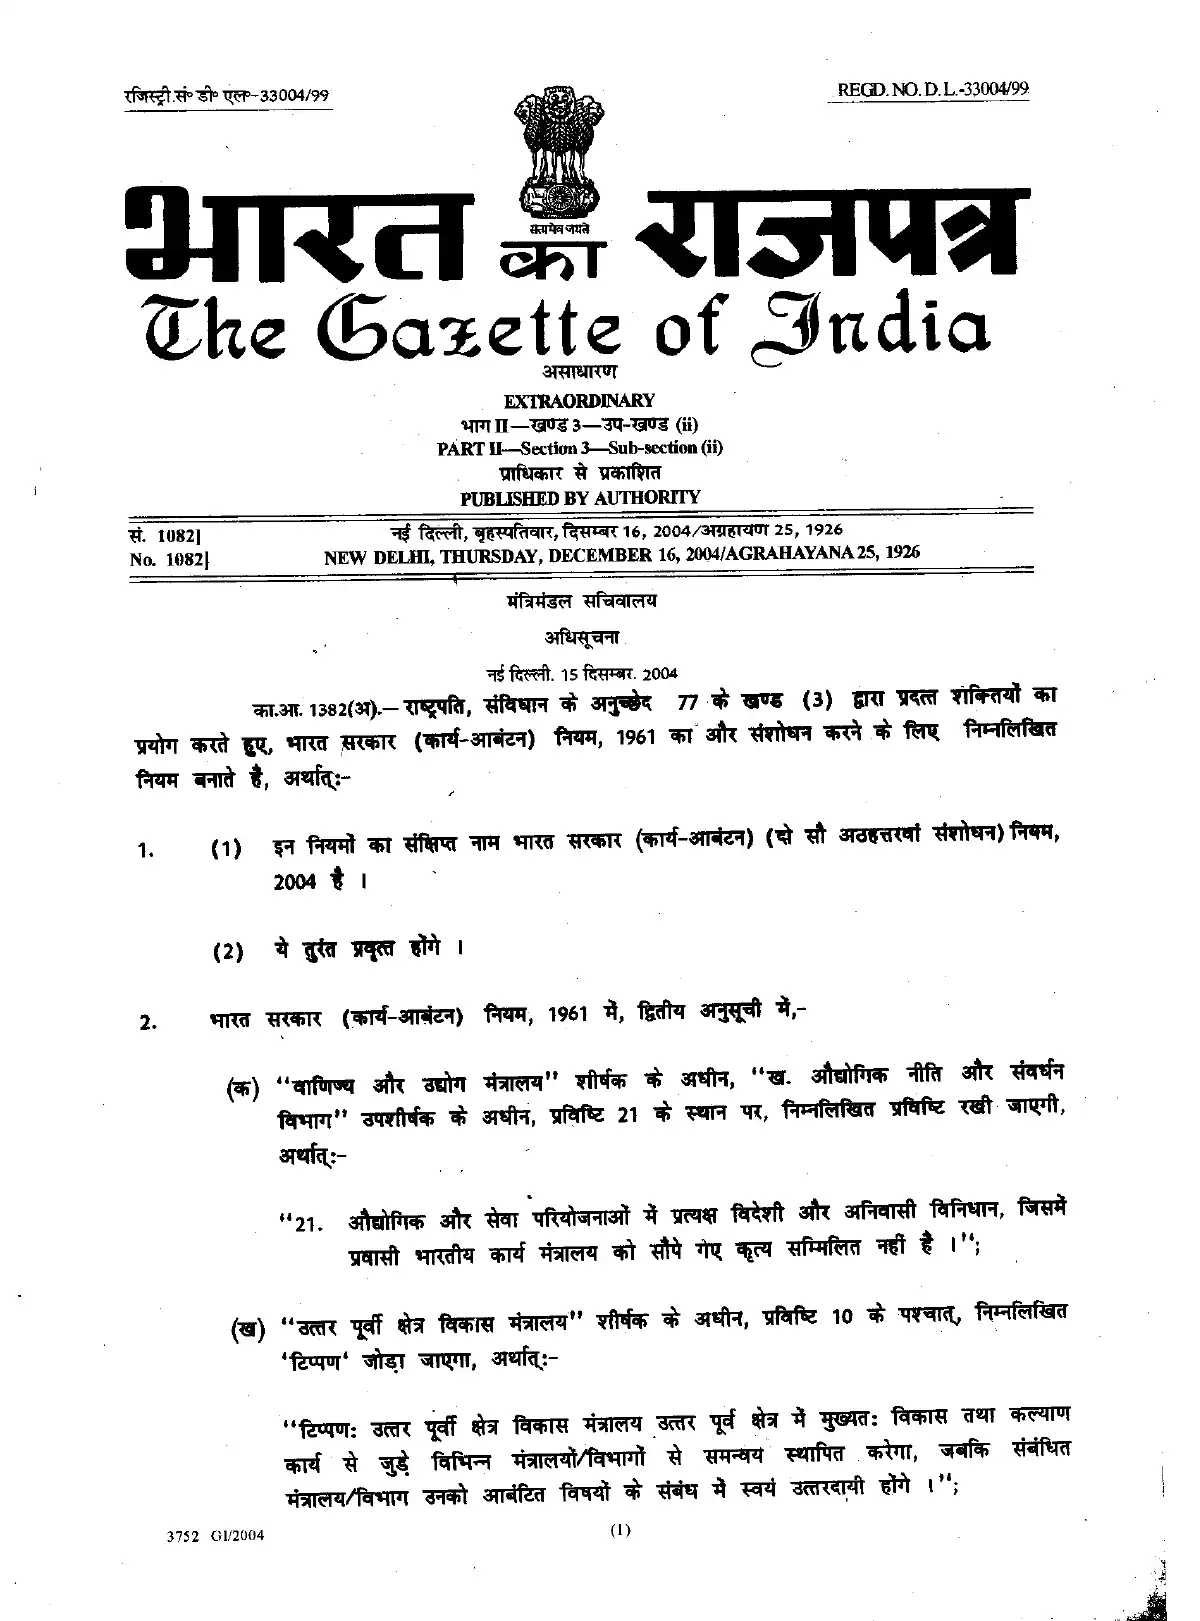 रजिस्ट्री.सं॰ डी॰ एल॰-33004/99
REGD. NO. D. L.-33004/99
सत्यमेव जयते
भारत का राजपत्र
The Gazette of India
असाधारण
EXTRAORDINARY
भाग II—खण्ड 3—उप-खण्ड (ii)
PART II—Section 3—Sub-section (ii)
प्राधिकार से प्रकाशित
PUBLISHED BY AUTHORITY
सं. 1082]
नई दिल्ली, बृहस्पतिवार, दिसम्बर 16, 2004/अग्रहायण 25, 1926
No. 1082]
NEW DELHI, THURSDAY, DECEMBER 16, 2004/AGRAHAYANA 25, 1926
मंत्रिमंडल सचिवालय
अधिसूचना
नई दिल्ली. 15 दिसम्बर. 2004
का.आ. 1382(अ).— राष्ट्रपति, संविधान के अनुच्छेद 77 के खण्ड (3) द्वारा प्रदत्त शक्तियों का
प्रयोग करते हुए, भारत सरकार (कार्य-आबंटन) नियम, 1961 का और संशोधन करने के लिए निम्नलिखित
नियम बनाते हैं, अर्थात्:-
1. (1) इन नियमों का संक्षिप्त नाम भारत सरकार (कार्य-आबंटन) (दो सौ अठहत्तरवां संशोधन) नियम,
2004 है ।
(2) ये तुरंत प्रवृत्त होंगे ।
2. भारत सरकार (कार्य-आबंटन) नियम, 1961 में, द्वितीय अनुसूची में,-
(क) "वाणिज्य और उद्योग मंत्रालय" शीर्षक के अधीन, "ख. औद्योगिक नीति और संवर्धन
विभाग" उपशीर्षक के अधीन, प्रविष्टि 21 के स्थान पर, निम्नलिखित प्रविष्टि रखी जाएगी,
अर्थात्:-
"21. औद्योगिक और सेवा परियोजनाओं में प्रत्यक्ष विदेशी और अनिवासी विनिधान, जिसमें
प्रवासी भारतीय कार्य मंत्रालय को सौंपे गए कृत्य सम्मिलित नहीं हैं ।";
(ख) "उत्तर पूर्वी क्षेत्र विकास मंत्रालय" शीर्षक के अधीन, प्रविष्टि 10 के पश्चात्, निम्नलिखित
'टिप्पण' जोड़ा जाएगा, अर्थात्:-
"टिप्पण: उत्तर पूर्वी क्षेत्र विकास मंत्रालय उत्तर पूर्व क्षेत्र में मुख्यत: विकास तथा कल्याण
कार्य से जुड़े विभिन्न मंत्रालयों/विभागों से समन्वय स्थापित करेगा, जबकि संबंधित
मंत्रालय/विभाग उनको आबंटित विषयों के संबंध में स्वयं उत्तरदायी होंगे ।";
3752 GI/2004
(1)